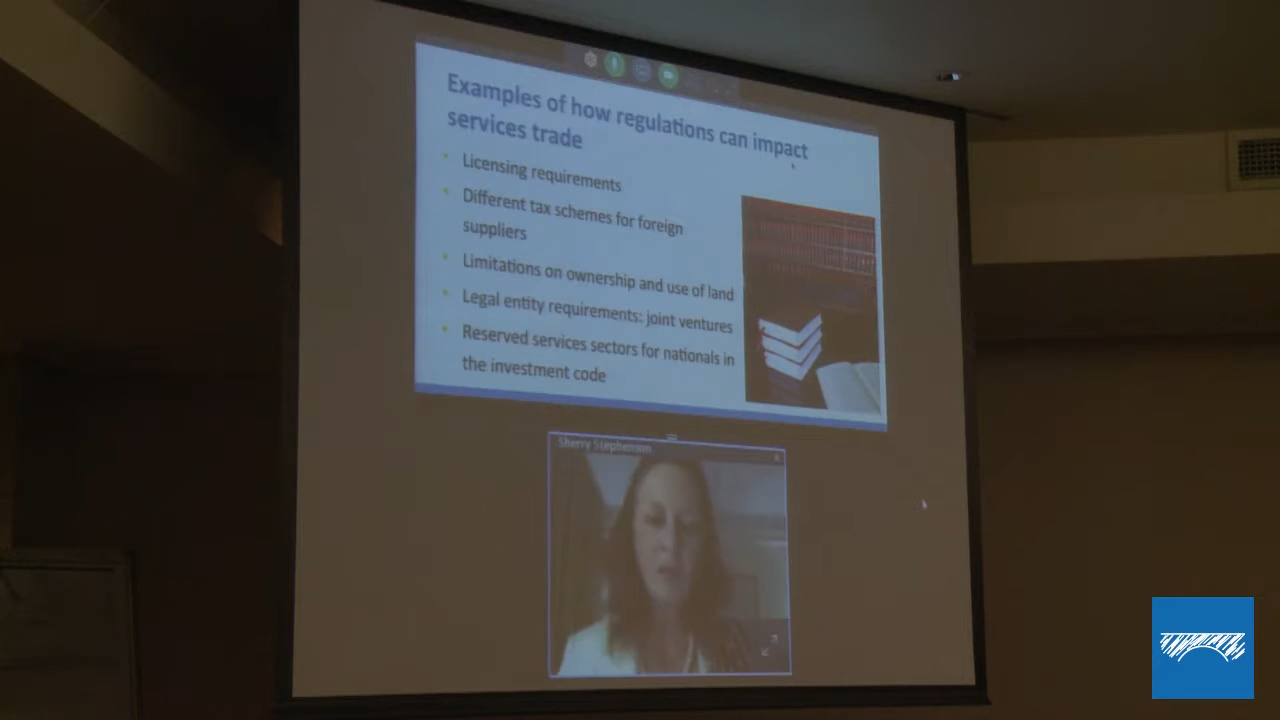 Examples of how regulations can impact
services trade
Licensing requirements
Different tax schemes for foreign
suppliers
Limitations on ownership and use of land
Legal entity requirements: joint ventures
Reserved services sectors for nationals in
the investment code
Sherry Stephenson